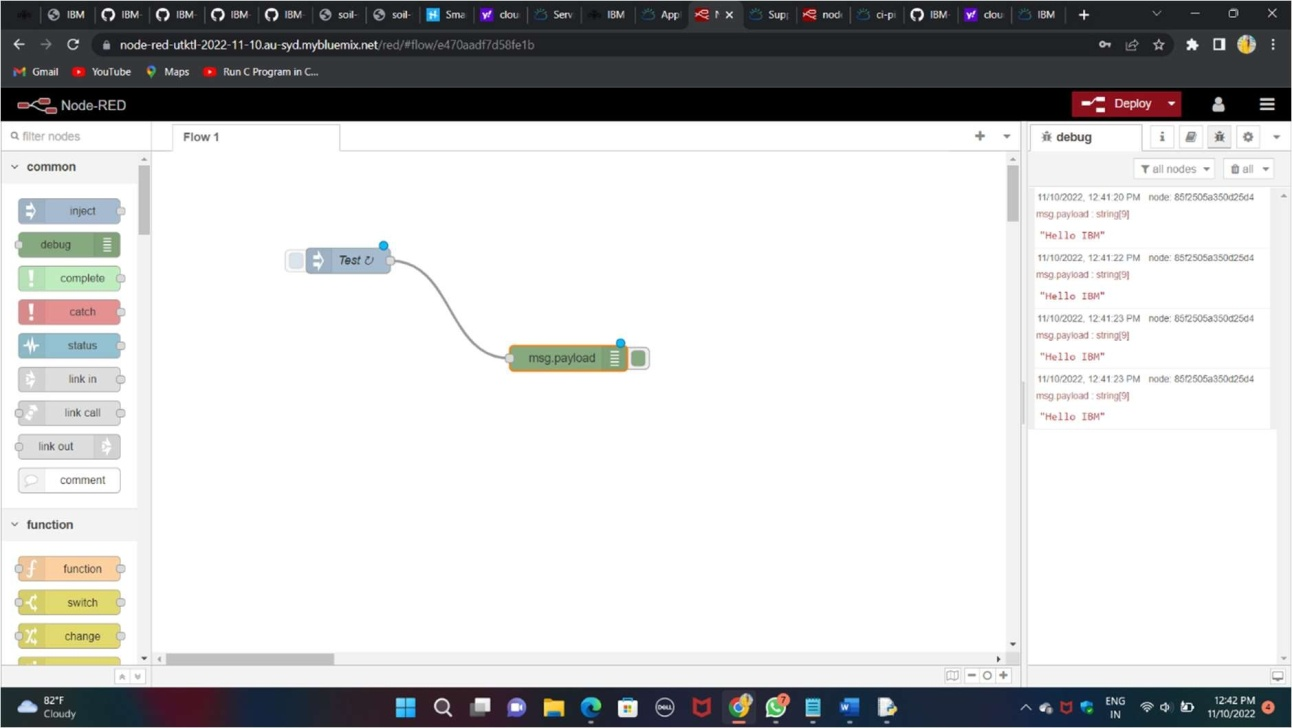 IBM IBM- IBM- IBM- IBM- soil- soil- Sma clou Serv IBM Appl Sup node ci-pi IBM- clou IBM
node-red-utktl-2022-11-10.au-syd.mybluemix.net/red/#flow/e470aadf7d58fe1b
Gmail YouTube Maps Run C Program in C...
Node-RED Deploy
filter nodes Flow 1 debug i
common
all nodes all
inject
debug
complete
catch
status
link in
link call
link out
comment
function
function
switch
change
Test ↻
msg.payload
11/10/2022, 12:41:20 PM node: 85f2505a350d25d4
msg.payload : string[9]
"Hello IBM"
11/10/2022, 12:41:22 PM node: 85f2505a350d25d4
msg.payload : string[9]
"Hello IBM"
11/10/2022, 12:41:23 PM node: 85f2505a350d25d4
msg.payload : string[9]
"Hello IBM"
11/10/2022, 12:41:23 PM node: 85f2505a350d25d4
msg.payload : string[9]
"Hello IBM"
82°F
Cloudy
DELL
7
ENG
IN
12:42 PM
11/10/2022
4